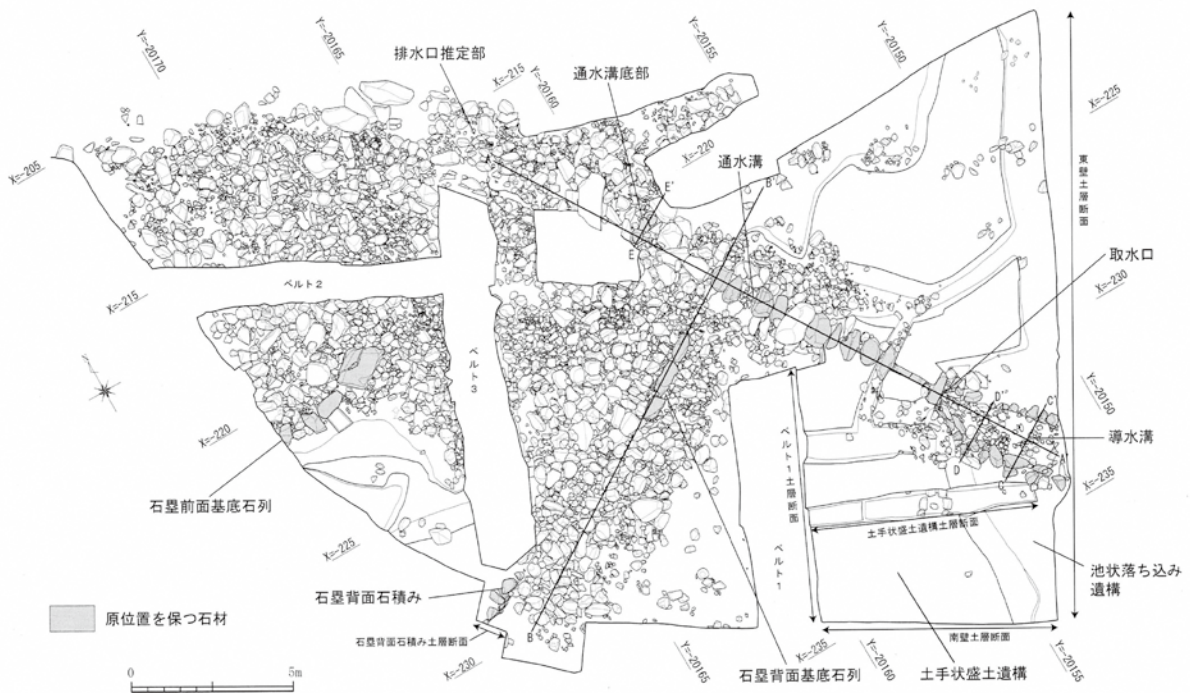 Y=-20170
Y=-20165
排水口推定部
X=-215
Y=-20160
通水溝底部
Y=-20155
Y=-20150
X=-225
X=-205
X=-220
通水溝
東壁土層断面
E'
B'
E
取水口
X=-230
ベルト2
X=-215
ベルト3
Y=-20150
D'
C'
A'
導水溝
D
C
X=-220
X=-235
石塁前面基底石列
ベルト1土層断面
土手状盛土遺構土層断面
X=-225
ベルト1
池状落ち込み
遺構
石塁背面石積み
原位置を保つ石材
B
石塁背面石積み土層断面
南壁土層断面
X=-230
Y=-20165
X=-235
Y=-20160
Y=-20155
石塁背面基底石列
土手状盛土遺構
0
5m